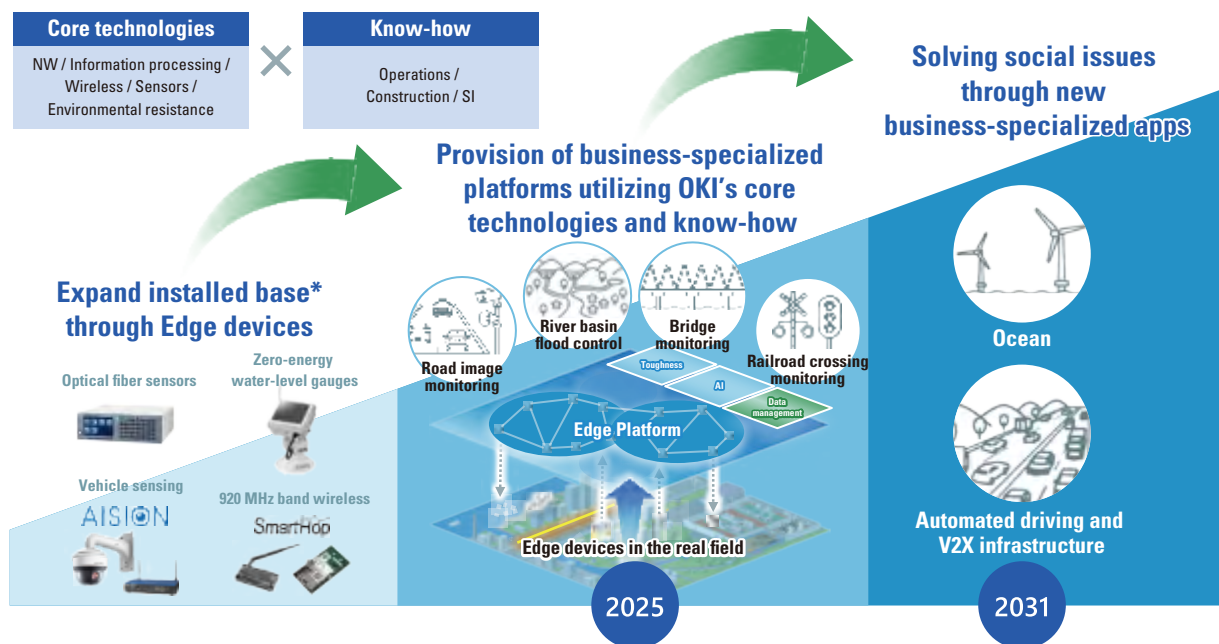 Core technologies
NW / Information processing /
Wireless / Sensors /
Environmental resistance
×
Know-how
Operations /
Construction / SI
Expand installed base*
through Edge devices
Optical fiber sensors
Zero-energy
water-level gauges
Vehicle sensing
AISION
920 MHz band wireless
SmartHop
Provision of business-specialized
platforms utilizing OKI's core
technologies and know-how
Road image
monitoring
River basin
flood control
Bridge
monitoring
Railroad crossing
monitoring
Toughness
AI
Data
management
Edge Platform
Edge devices in the real field
2025
Solving social issues
through new
business-specialized apps
Ocean
Automated driving and
V2X infrastructure
2031